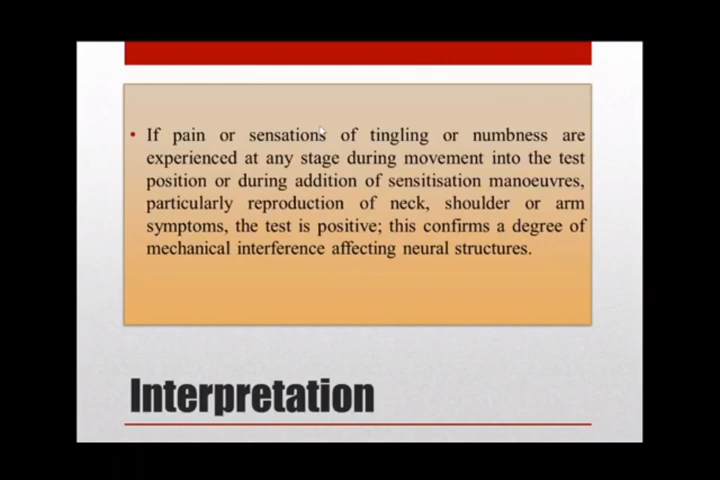 • If pain or sensations of tingling or numbness are
experienced at any stage during movement into the test
position or during addition of sensitisation manoeuvres,
particularly reproduction of neck, shoulder or arm
symptoms, the test is positive; this confirms a degree of
mechanical interference affecting neural structures.
Interpretation